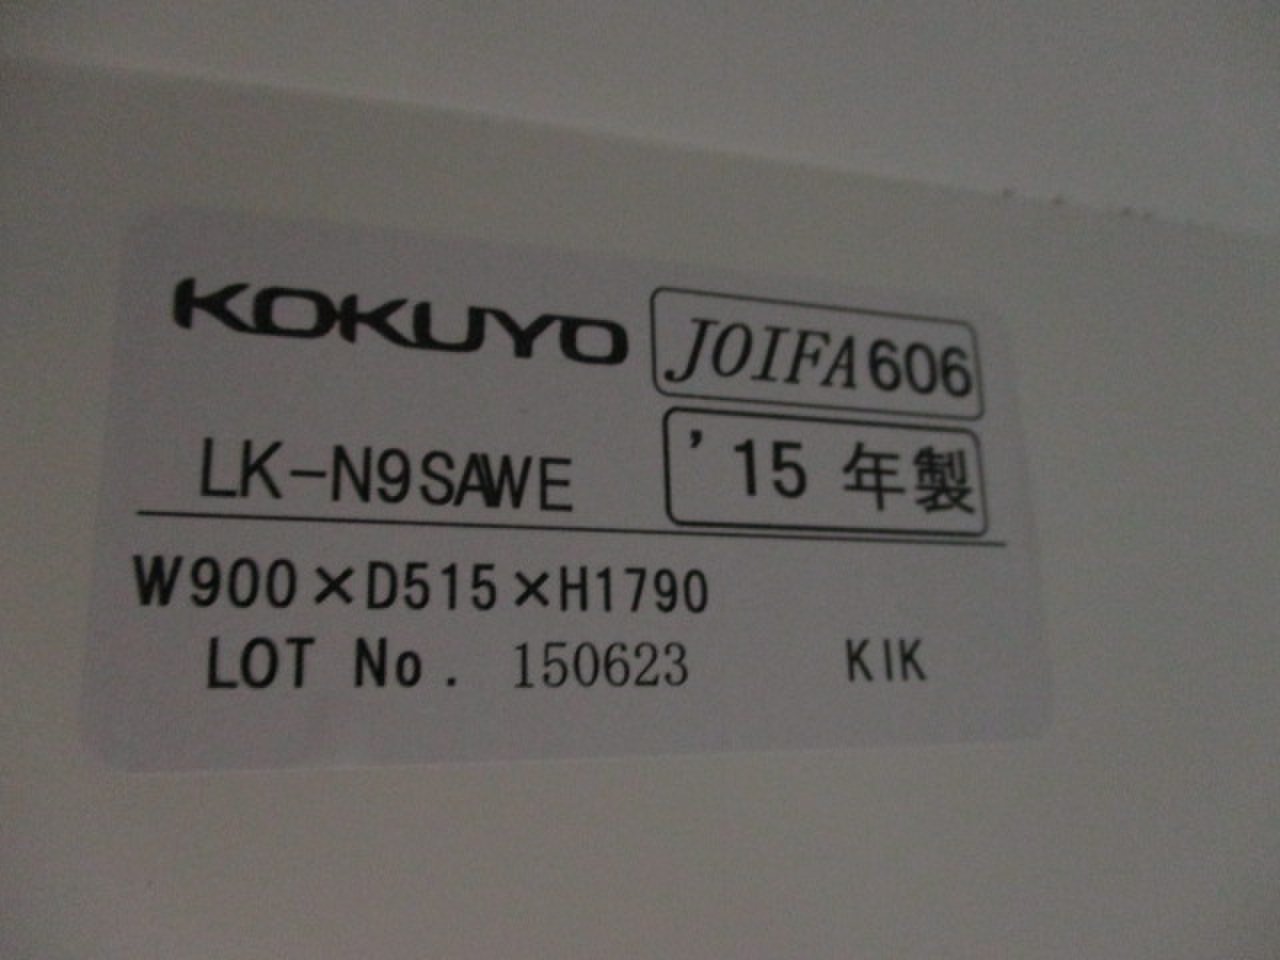 KOKUYO JOIFA606
LK-N9SAWE '15 年製
W900×D515×H1790
LOT No. 150623 KIK